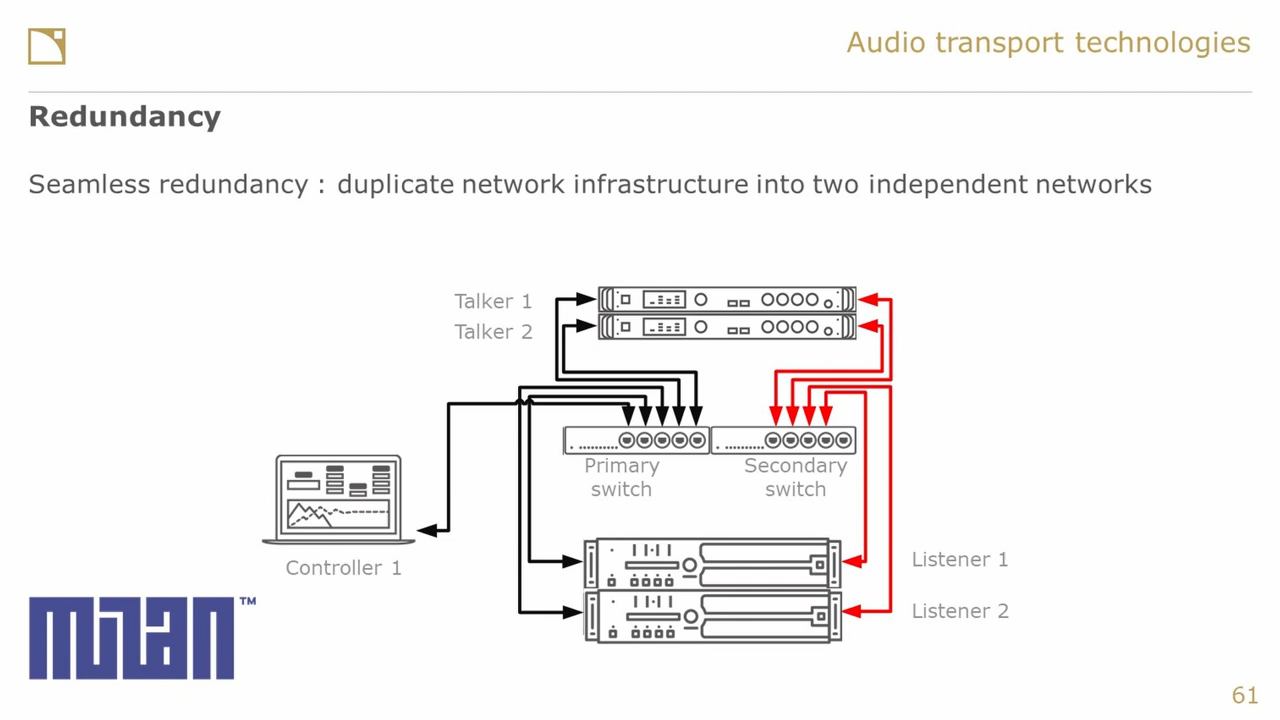 Audio transport technologies
Redundancy
Seamless redundancy : duplicate network infrastructure into two independent networks
Talker 1
Talker 2
Primary
switch
Secondary
switch
Controller 1
Listener 1
Listener 2
milan™
61